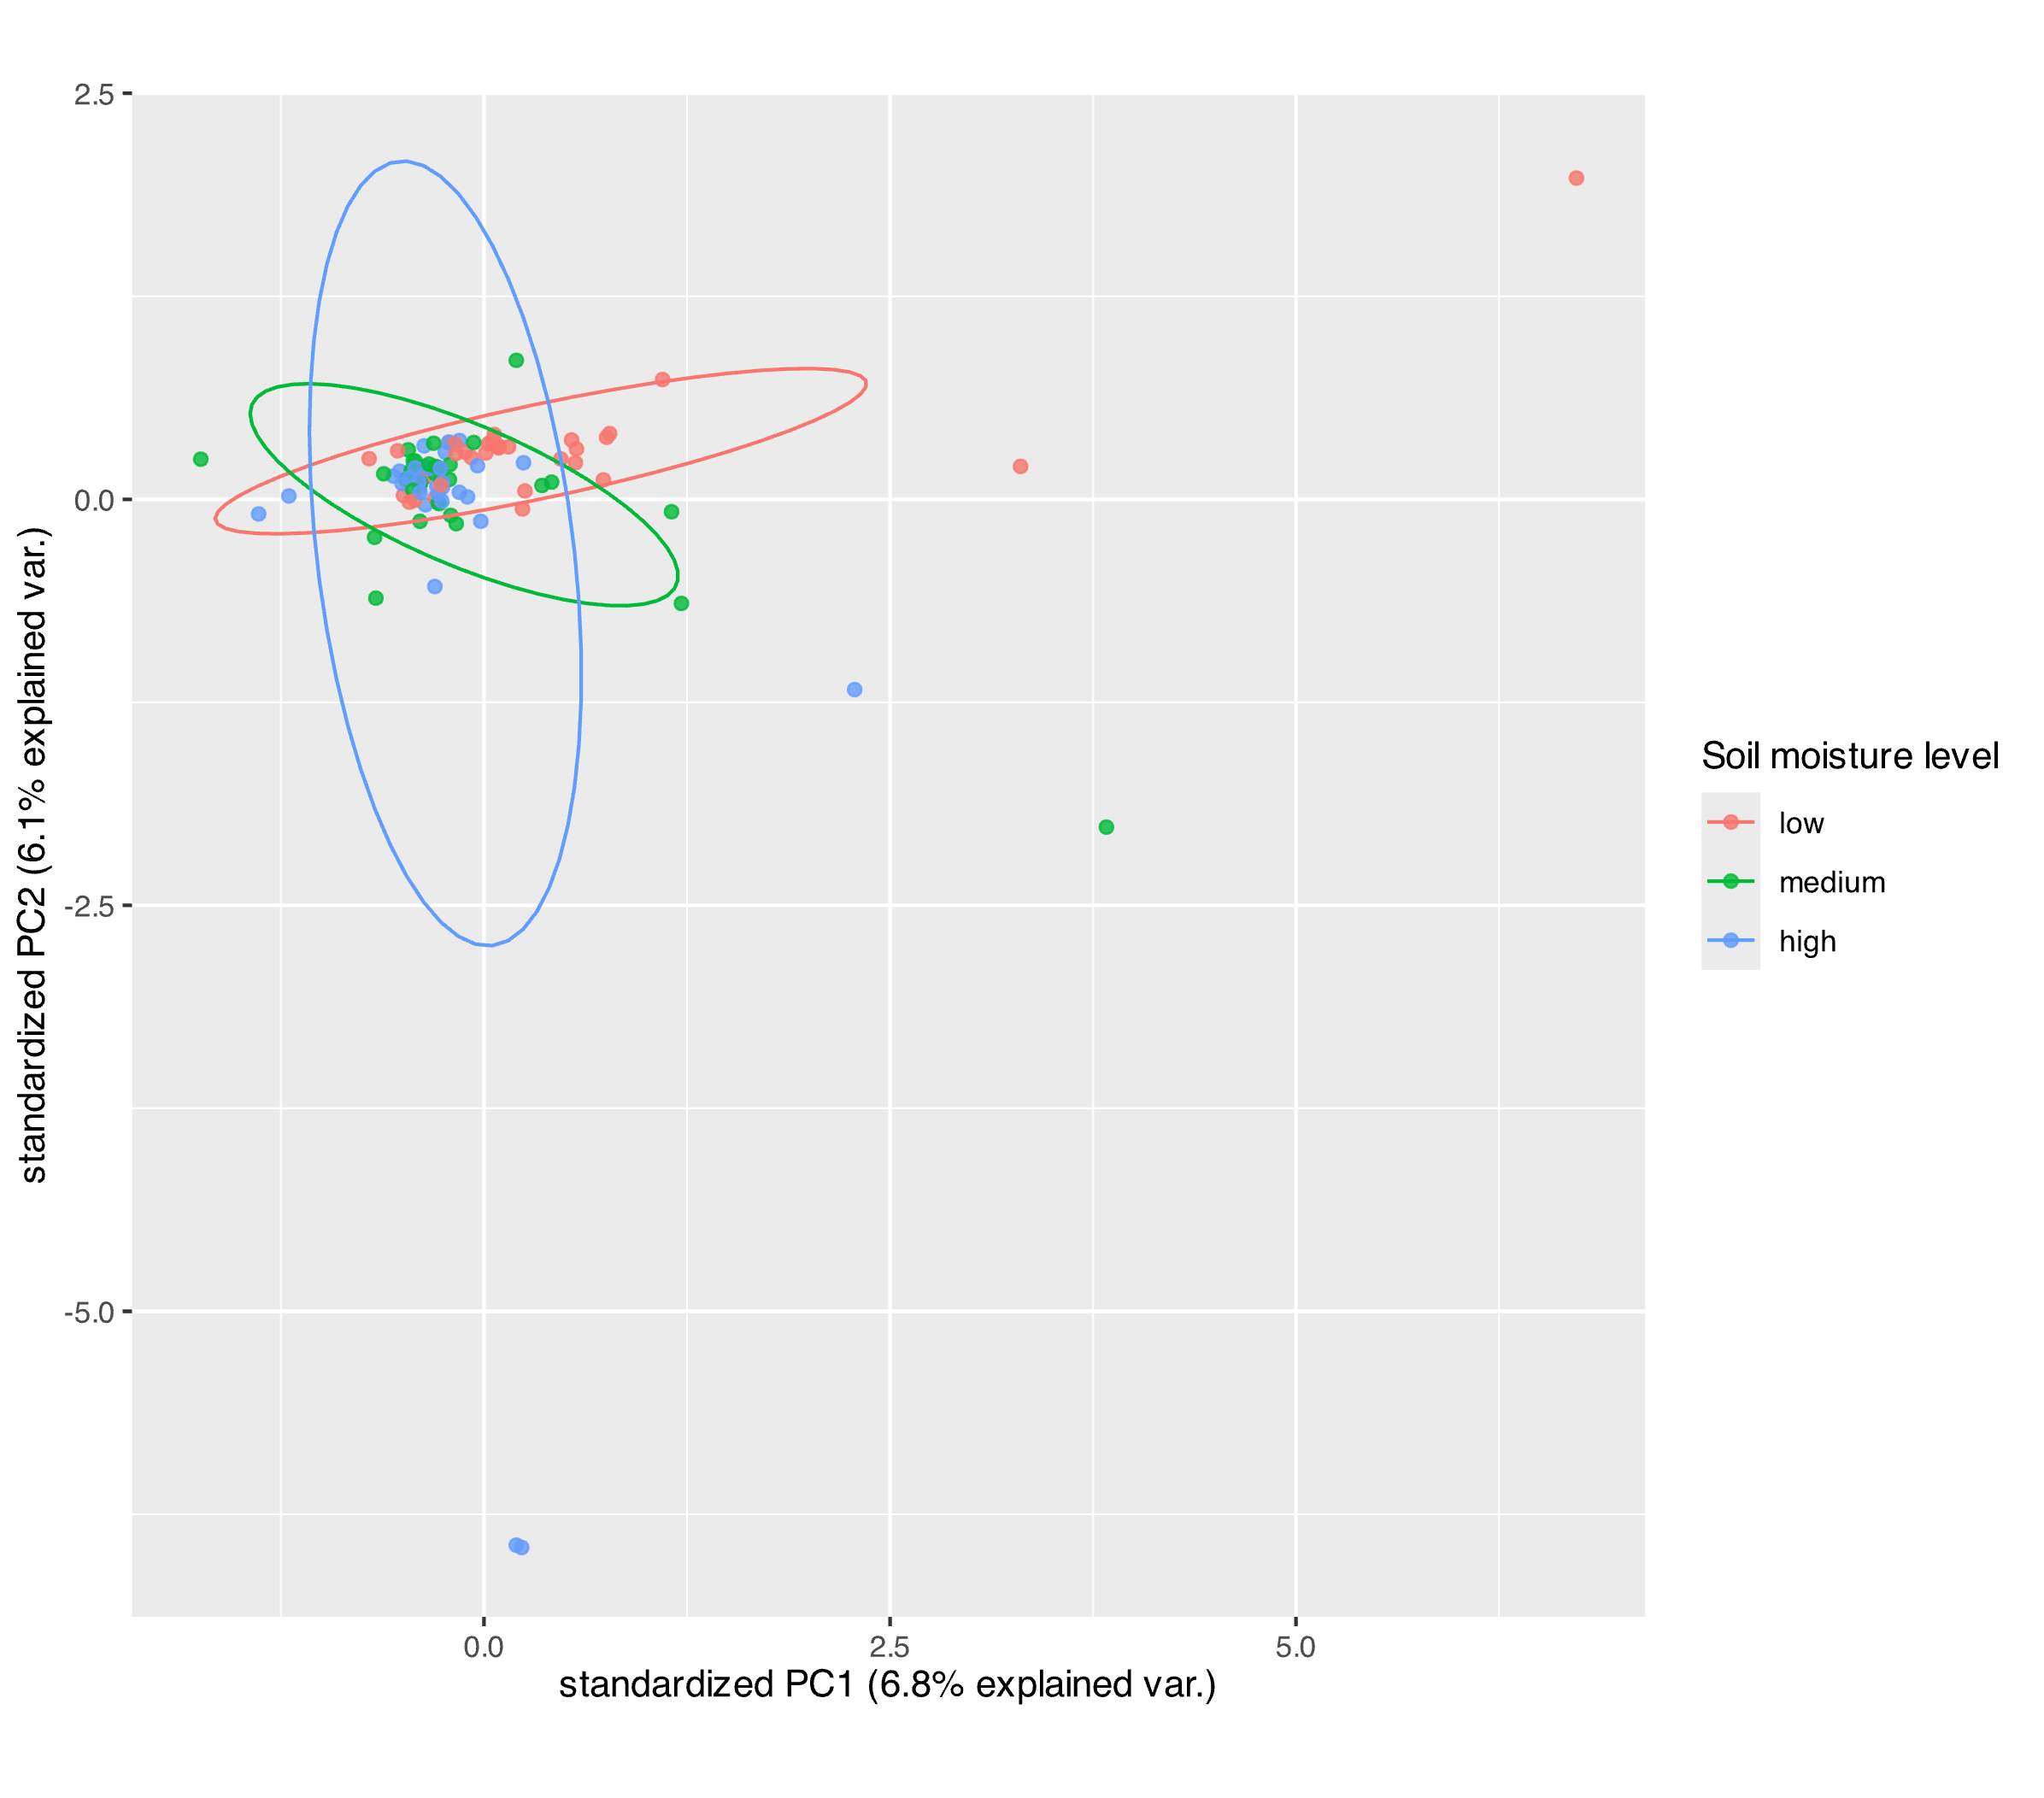 2.5
0.0
-2.5
-5.0
standardized PC2 (6.1% explained var.)
0.0
2.5
5.0
standardized PC1 (6.8% explained var.)
Soil moisture level
low
medium
high